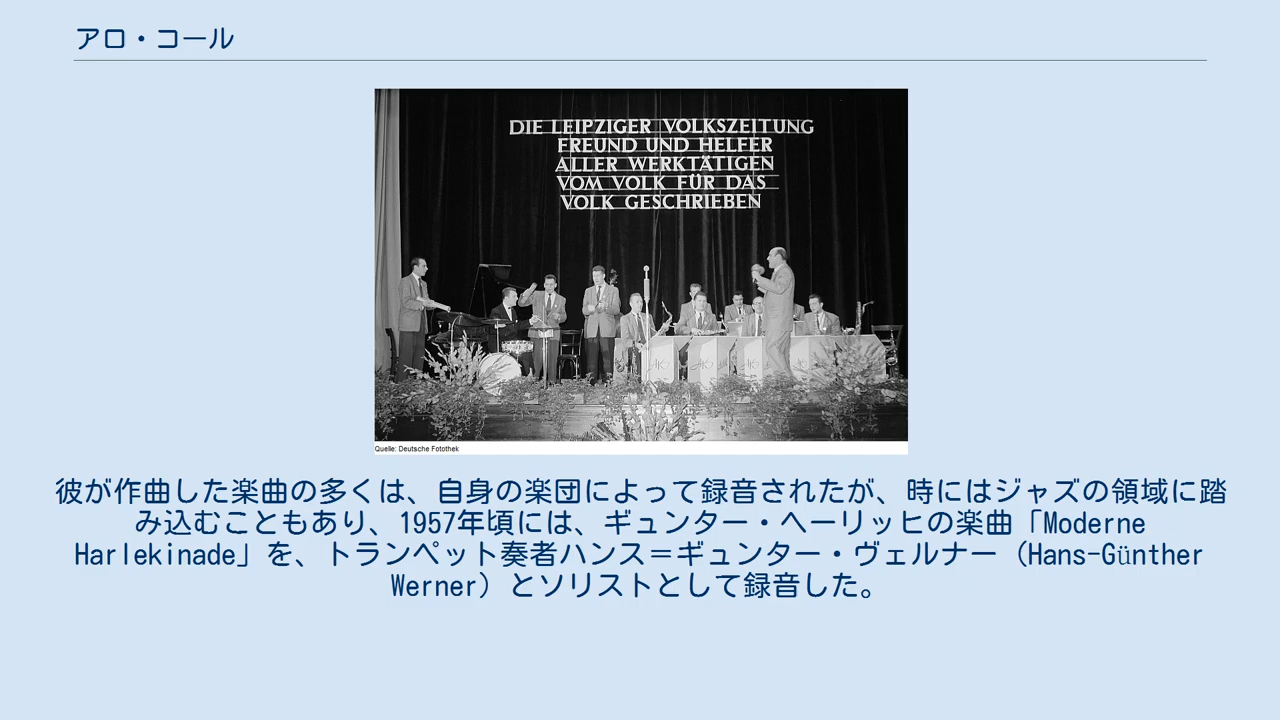 アロ・コール
DIE LEIPZIGER VOLKSZEITUNG
FREUND UND HELFER
ALLER WERKTÄTIGEN
VOM VOLK FÜR DAS
VOLK GESCHRIEBEN
Quelle: Deutsche Fotothek
彼が作曲した楽曲の多くは、自身の楽団によって録音されたが、時にはジャズの領域に踏
み込むこともあり、1957年頃には、ギュンター・ヘーリッヒの楽曲「Moderne
Harlekinade」を、トランペット奏者ハンス＝ギュンター・ヴェルナー（Hans-Günther
Werner）とソリストとして録音した。